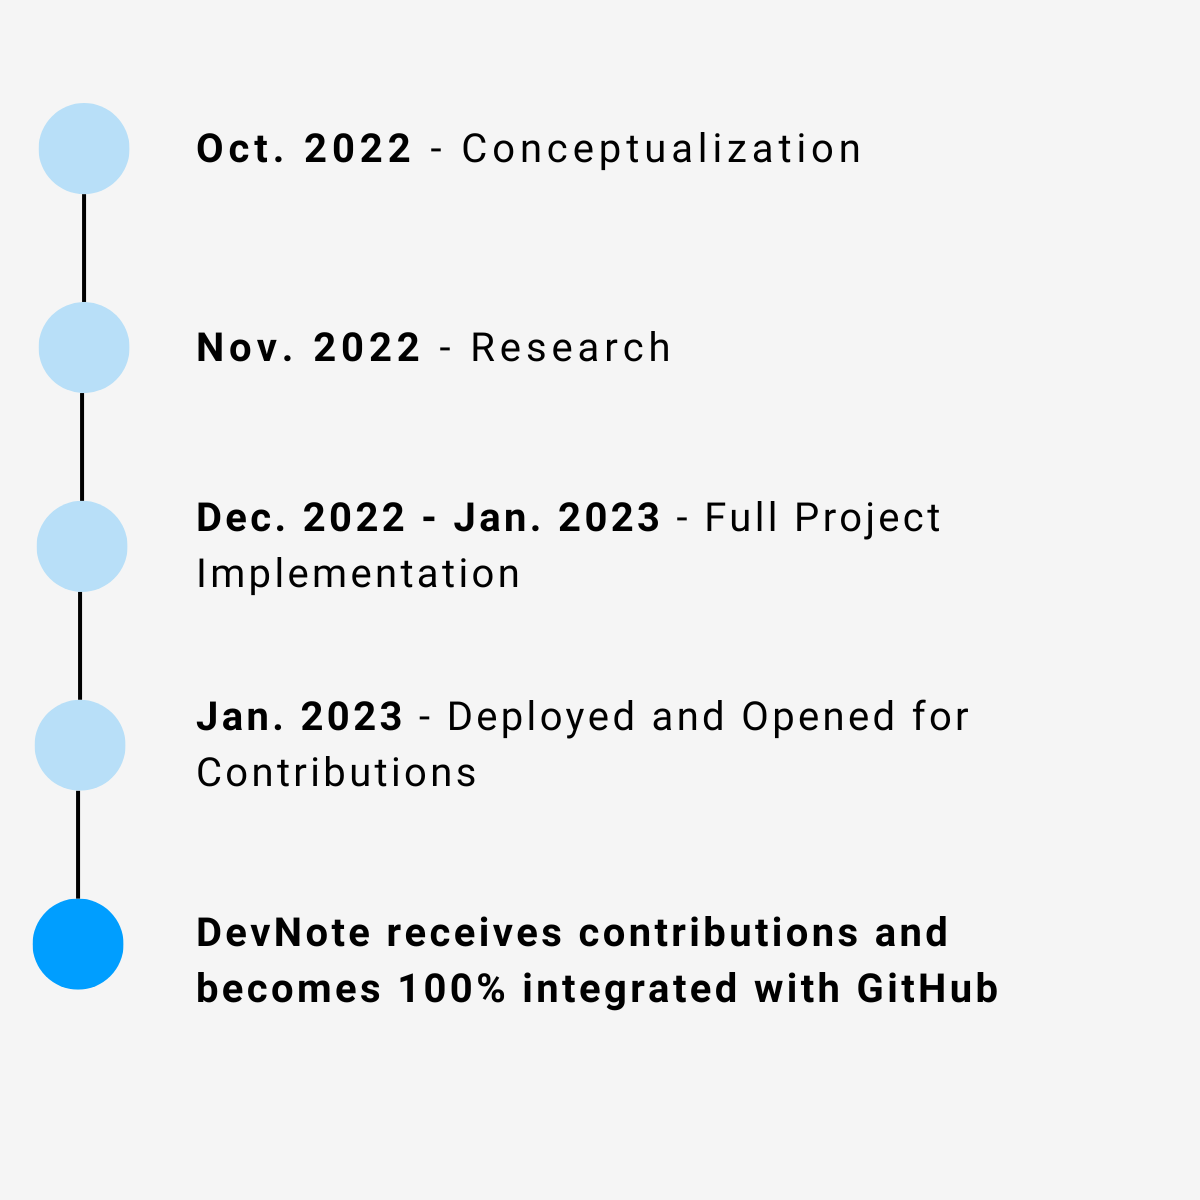 Oct. 2022 - Conceptualization
Nov. 2022 - Research
Dec. 2022 - Jan. 2023 - Full Project
Implementation
Jan. 2023 - Deployed and Opened for
Contributions
DevNote receives contributions and
becomes 100% integrated with GitHub